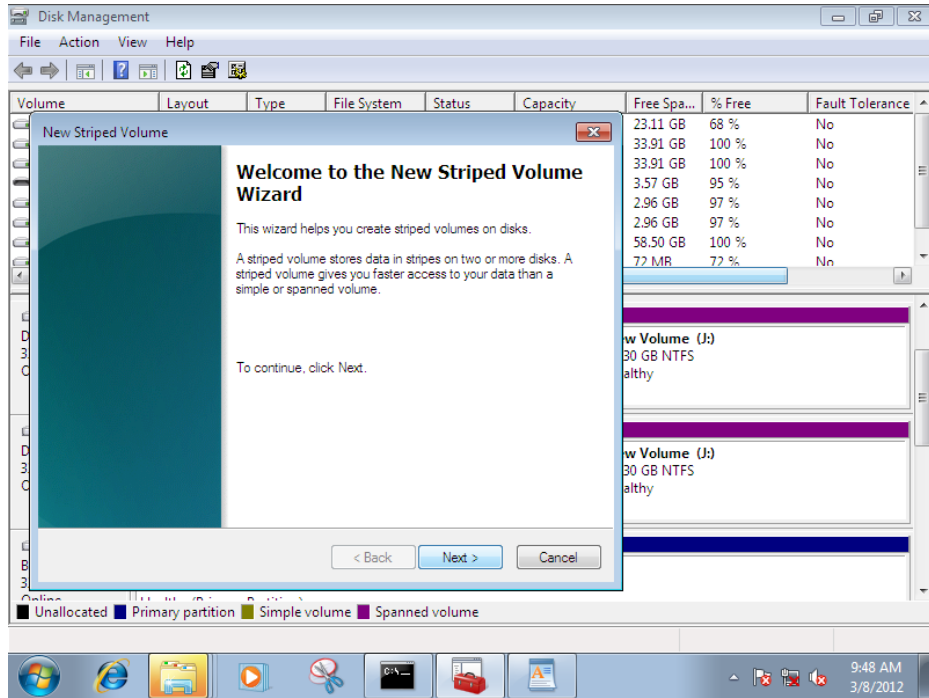 Disk Management
File Action View Help
Volume Layout Type File System Status Capacity Free Spa... % Free Fault Tolerance
23.11 GB 68 % No
33.91 GB 100 % No
33.91 GB 100 % No
3.57 GB 95 % No
2.96 GB 97 % No
2.96 GB 97 % No
58.50 GB 100 % No
72 MB 72 % No
New Striped Volume
Welcome to the New Striped Volume
Wizard
This wizard helps you create striped volumes on disks.
A striped volume stores data in stripes on two or more disks. A
striped volume gives you faster access to your data than a
simple or spanned volume.
To continue, click Next.
< Back Next > Cancel
w Volume (J:)
30 GB NTFS
althy
w Volume (J:)
30 GB NTFS
althy
Unallocated Primary partition Simple volume Spanned volume
9:48 AM
3/8/2012